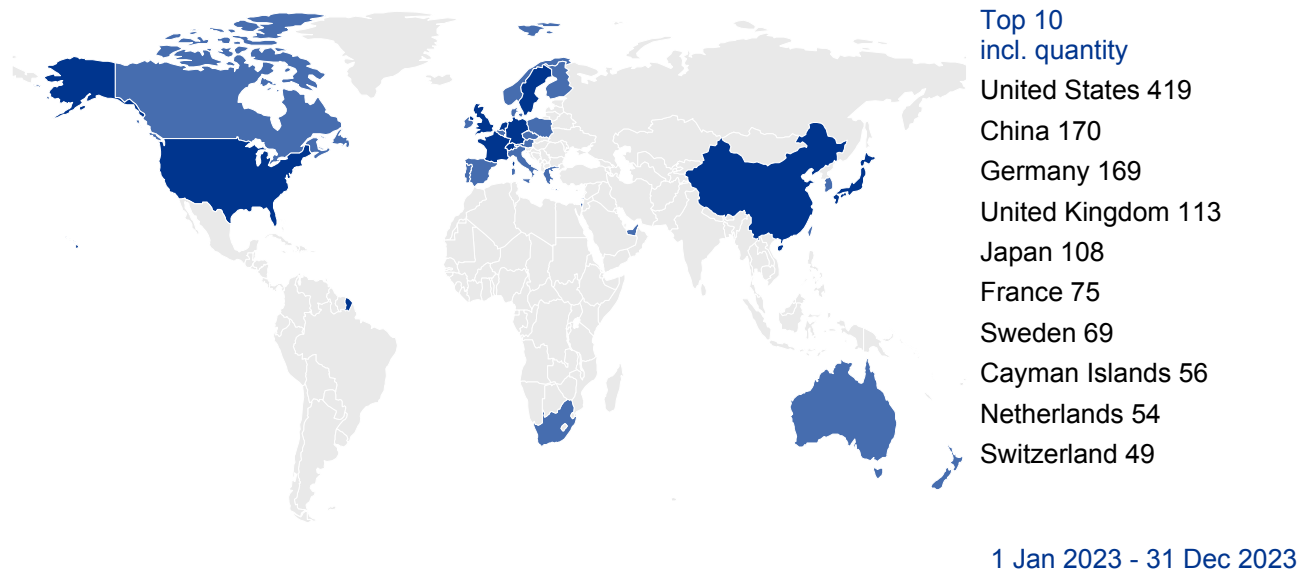 Top 10
incl. quantity
United States 419
China 170
Germany 169
United Kingdom 113
Japan 108
France 75
Sweden 69
Cayman Islands 56
Netherlands 54
Switzerland 49
1 Jan 2023 - 31 Dec 2023